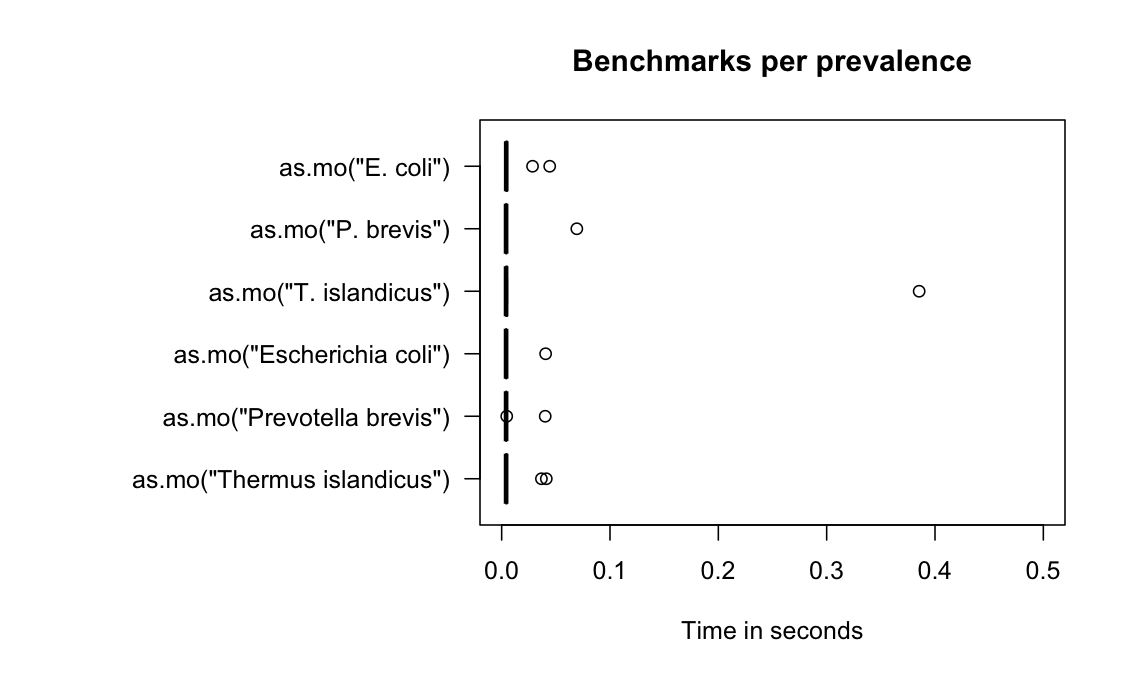 Benchmarks per prevalence
as.mo("E. coli")
as.mo("P. brevis")
as.mo("T. islandicus")
as.mo("Escherichia coli")
as.mo("Prevotella brevis")
as.mo("Thermus islandicus")
0.0 0.1 0.2 0.3 0.4 0.5
Time in seconds